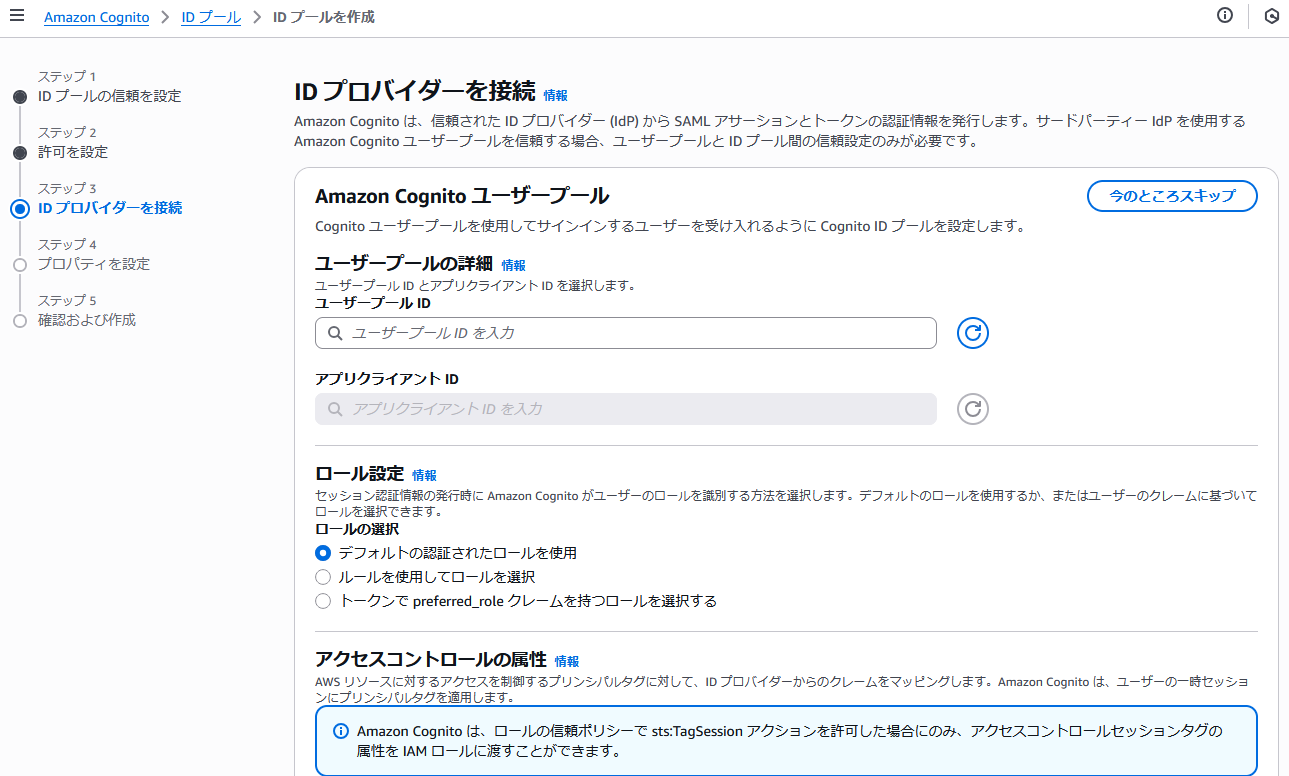 Amazon Cognito > ID プール > ID プールを作成
ステップ 1
ID プールの信頼を設定
ステップ 2
許可を設定
ステップ 3
ID プロバイダーを接続
ステップ 4
プロパティを設定
ステップ 5
確認および作成
ID プロバイダーを接続 情報
Amazon Cognito は、信頼された ID プロバイダー (IdP) から SAML アサーションとトークンの認証情報を発行します。サードパーティー IdP を使用する
Amazon Cognito ユーザープールを信頼する場合、ユーザープールと ID プール間の信頼設定のみが必要です。
Amazon Cognito ユーザープール
今のところスキップ
Cognito ユーザープールを使用してサインインするユーザーを受け入れるように Cognito ID プールを設定します。
ユーザープールの詳細 情報
ユーザープール ID とアプリクライアント ID を選択します。
ユーザープール ID
ユーザープール ID を入力
アプリクライアント ID
アプリクライアント ID を入力
ロール設定 情報
セッション認証情報の発行時に Amazon Cognito がユーザーのロールを識別する方法を選択します。デフォルトのロールを使用するか、またはユーザーのクレームに基づいて
ロールを選択できます。
ロールの選択
デフォルトの認証されたロールを使用
ルールを使用してロールを選択
トークンで preferred_role クレームを持つロールを選択する
アクセスコントロールの属性 情報
AWS リソースに対するアクセスを制御するプリンシパルタグに対して、ID プロバイダーからのクレームをマッピングします。Amazon Cognito は、ユーザーの一時セッショ
ンにプリンシパルタグを適用します。
Amazon Cognito は、ロールの信頼ポリシーで sts:TagSession アクションを許可した場合にのみ、アクセスコントロールセッションタグの
属性を IAM ロールに渡すことができます。